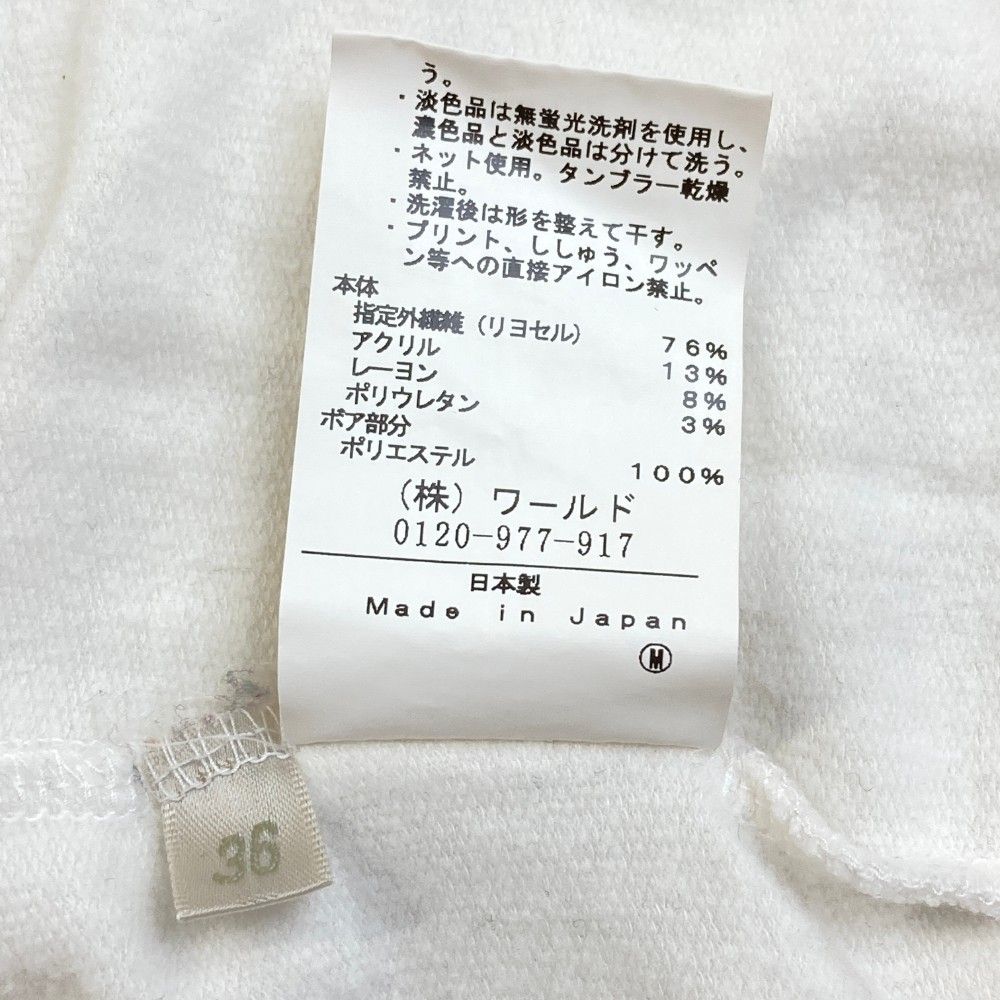 う。
・淡色品は無蛍光洗剤を使用し、
濃色品と淡色品は分けて洗う。
・ネット使用。タンブラー乾燥
禁止。
・洗濯後は形を整えて干す。
・プリント、ししゅう、ワッペ
ン等への直接アイロン禁止。
本体
指定外繊維(リヨセル) 76%
アクリル 13%
レーヨン 8%
ポリウレタン 3%
ボア部分
ポリエステル 100%
(株)ワールド
0120-977-917
日本製
Made in Japan
M
36